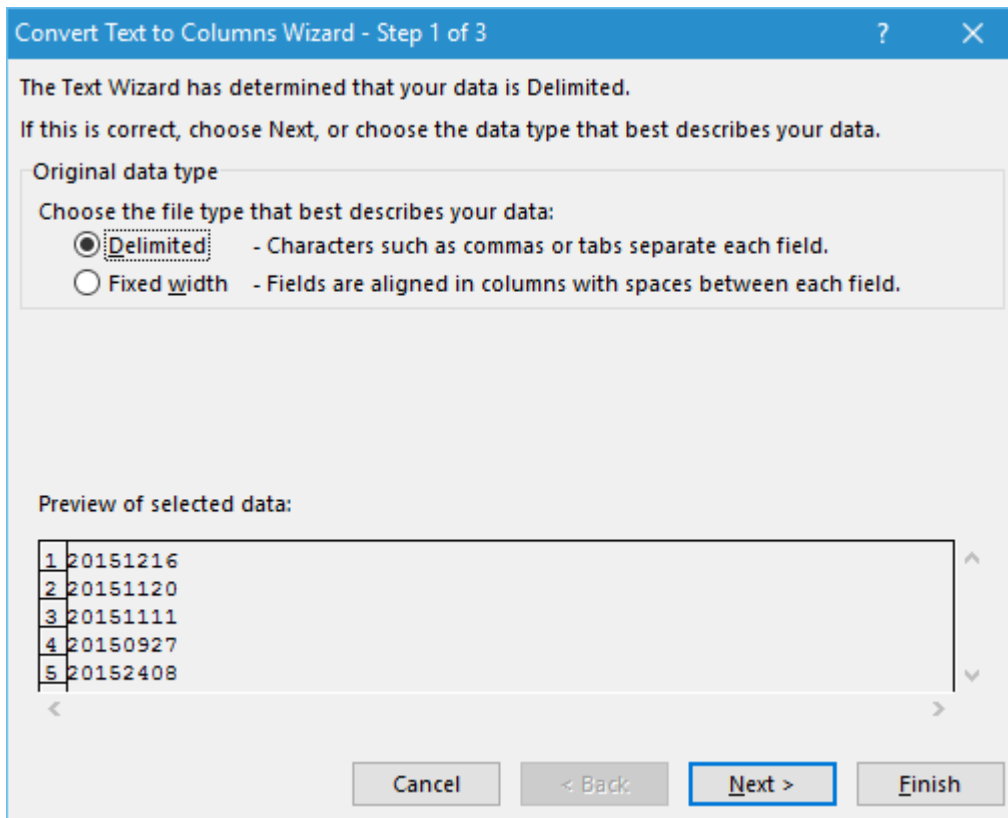 Convert Text to Columns Wizard - Step 1 of 3 ?
The Text Wizard has determined that your data is Delimited.
If this is correct, choose Next, or choose the data type that best describes your data.
Original data type
Choose the file type that best describes your data:
Delimited - Characters such as commas or tabs separate each field.
Fixed width - Fields are aligned in columns with spaces between each field.
Preview of selected data:
1 20151216
2 20151120
3 20151111
4 20150927
5 20152408
Cancel < Back Next > Finish